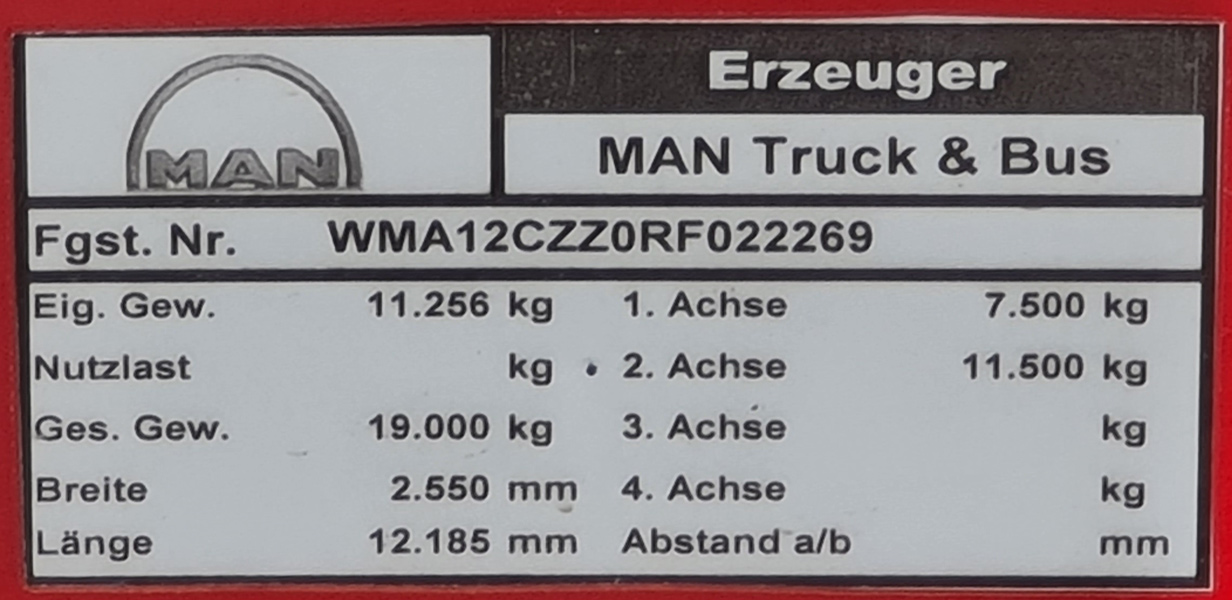 MAN
Erzeuger
MAN Truck & Bus
Fgst. Nr. WMA12CZZ0RF022269
Eig. Gew. 11.256 kg 1. Achse 7.500 kg
Nutzlast kg 2. Achse 11.500 kg
Ges. Gew. 19.000 kg 3. Achse kg
Breite 2.550 mm 4. Achse kg
Länge 12.185 mm Abstand a/b mm